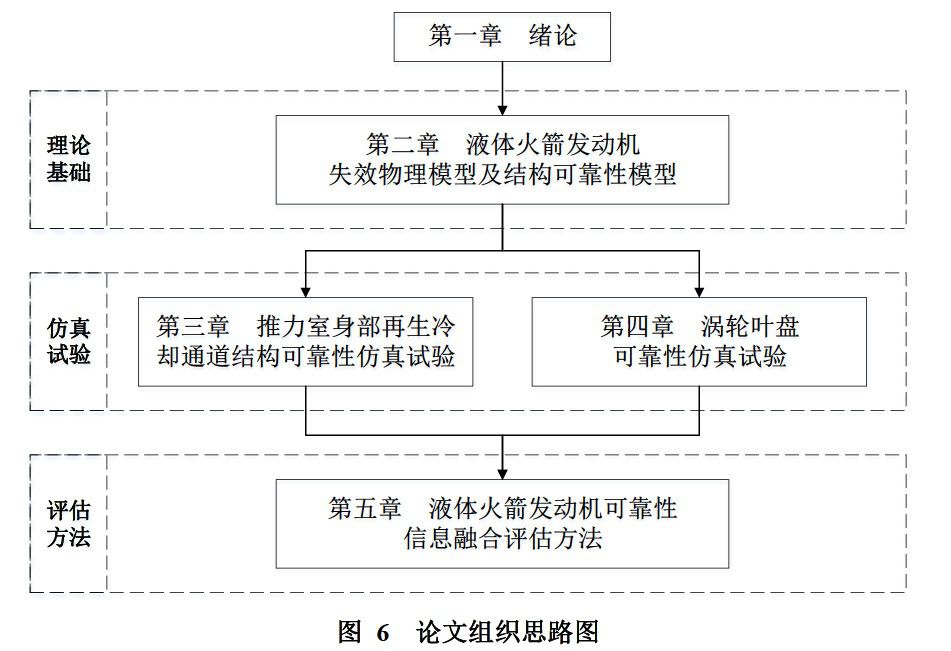 第一章 绪论
理论
基础
第二章 液体火箭发动机
失效物理模型及结构可靠性模型
仿真
试验
第三章 推力室身部再生冷
却通道结构可靠性仿真试验
第四章 涡轮叶盘
可靠性仿真试验
评估
方法
第五章 液体火箭发动机可靠性
信息融合评估方法
图 6 论文组织思路图